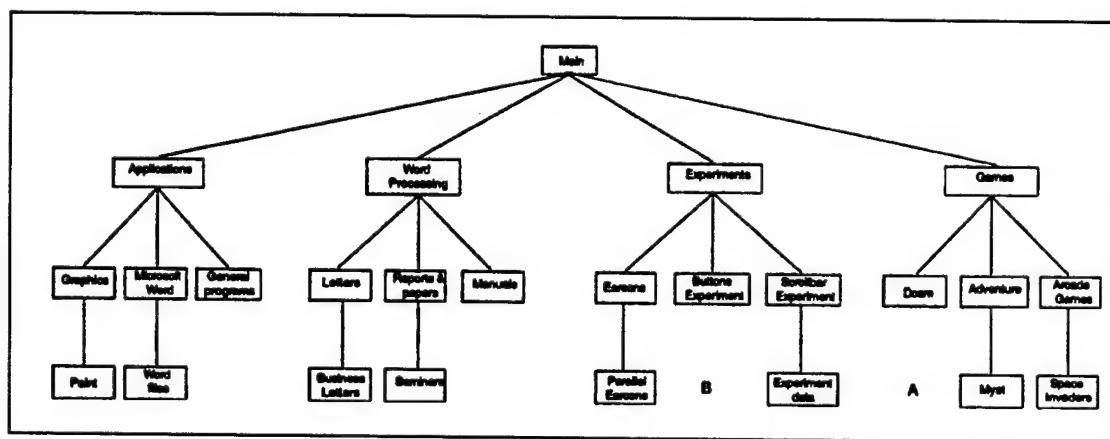 Main
Applications
Word
Processing
Experiments
Games
Graphics
Microsoft
Word
General
programs
Letters
Reports &
papers
Manuals
Earcons
Buttons
Experiment
Scrollbar
Experiment
Doom
Adventure
Arcade
Games
Paint
Word
files
Business
Letters
Seminars
Parallel
Earcons
B
Experiment
data
A
Myst
Space
Invaders